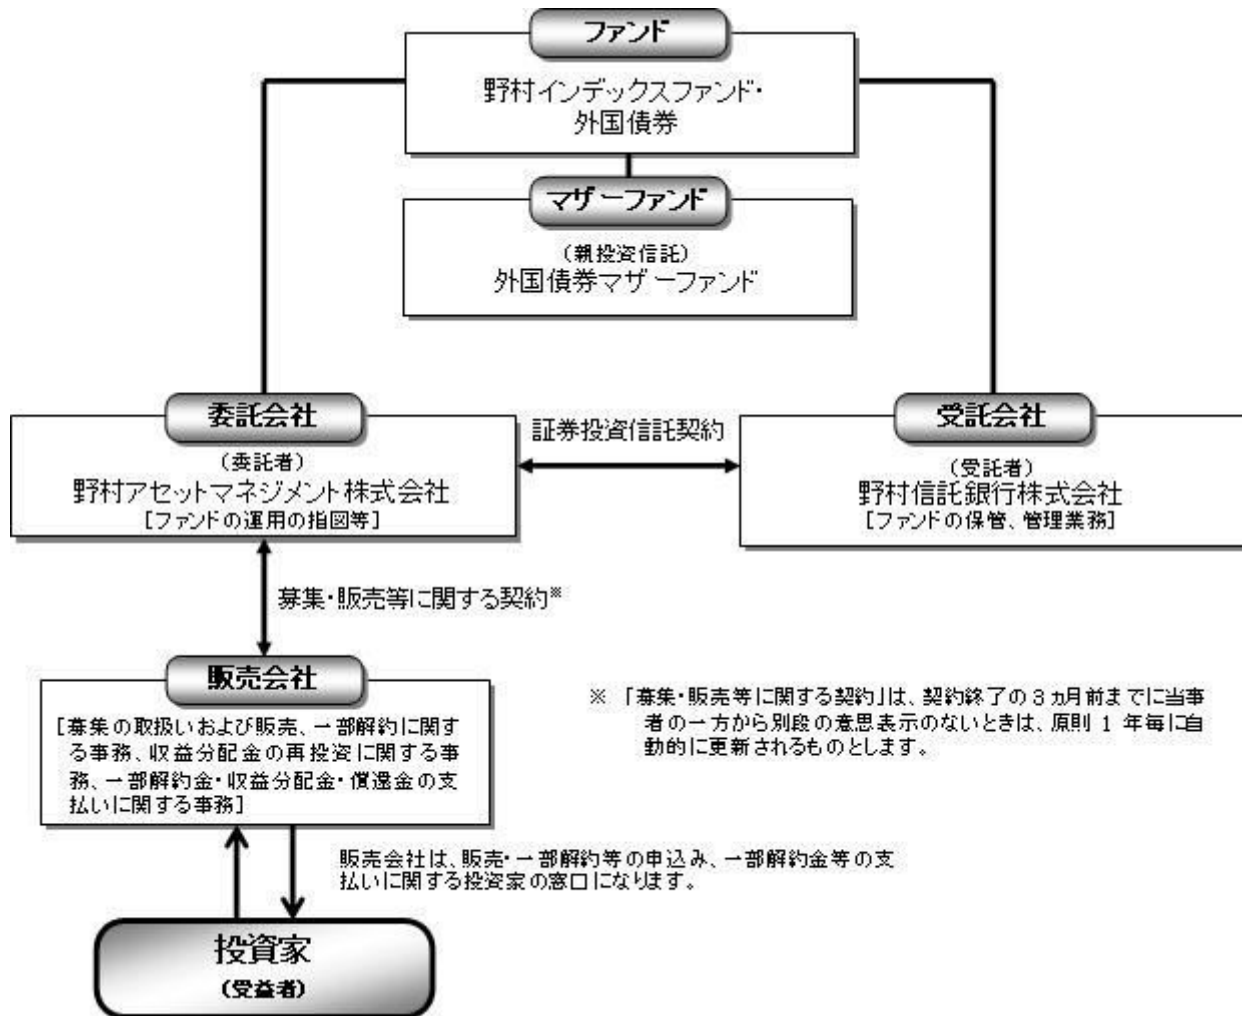 ファンド
野村インデックスファンド・
外国債券
マザーファンド
(親投資信託)
外国債券マザーファンド
委託会社
(委託者)
野村アセットマネジメント株式会社
[ファンドの運用の指図等]
証券投資信託契約
受託会社
(受託者)
野村信託銀行株式会社
[ファンドの保管、管理業務]
募集・販売等に関する契約※
販売会社
[募集の取扱いおよび販売、一部解約に関す
る事務、収益分配金の再投資に関する事
務、一部解約金・収益分配金・償還金の支
払いに関する事務]
※ 「募集・販売等に関する契約」は、契約終了の3ヵ月前までに当事
者の一方から別段の意思表示のないときは、原則 1 年毎に自
動的に更新されるものとします。
販売会社は、販売・一部解約等の申込み、一部解約金等の支
払いに関する投資家の窓口になります。
投資家
(受益者)